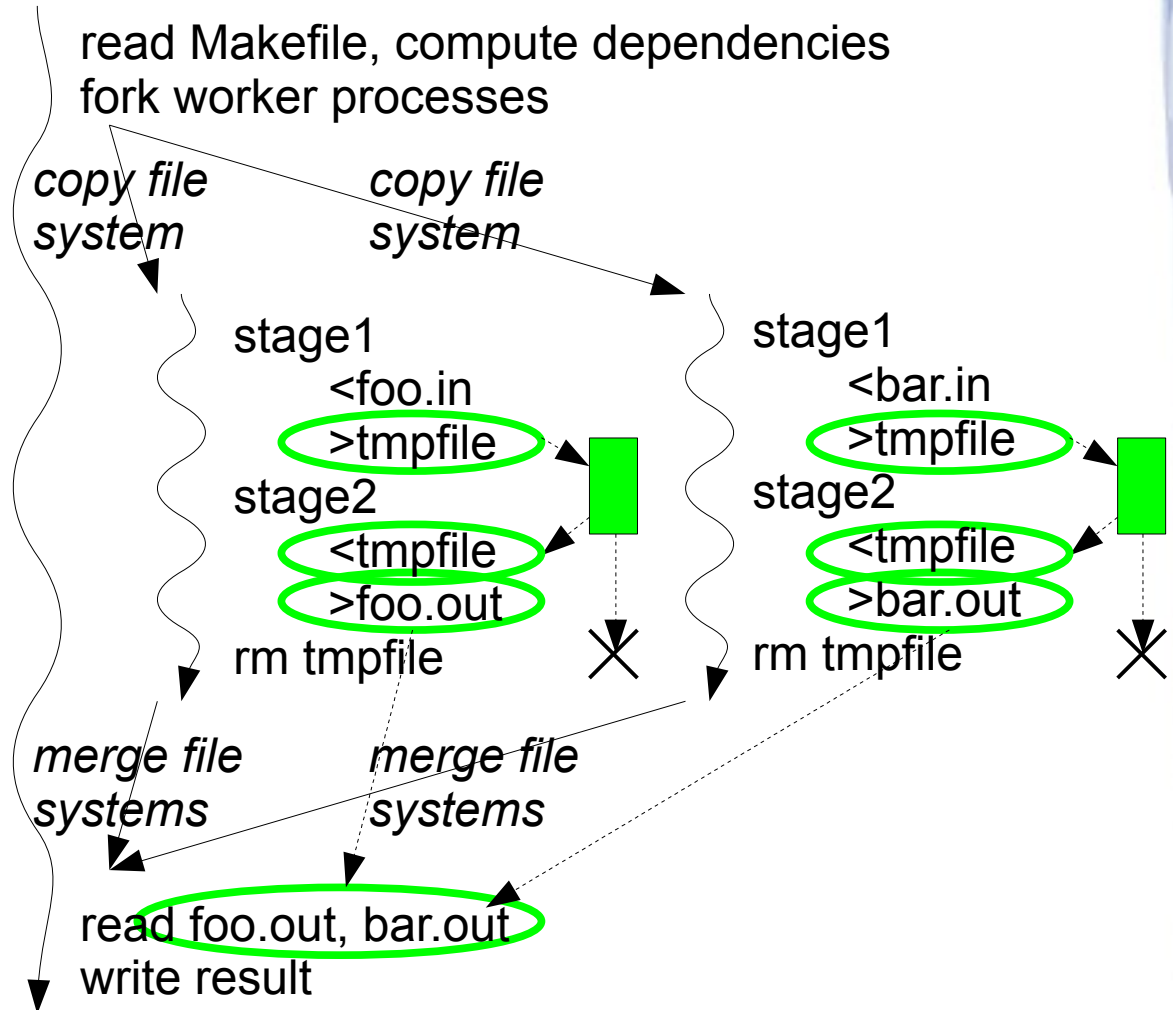 read Makefile, compute dependencies
fork worker processes
copy file
system
copy file
system
stage1
<foo.in
>tmpfile
stage2
<tmpfile
>foo.out
rm tmpfile
stage1
<bar.in
>tmpfile
stage2
<tmpfile
>bar.out
rm tmpfile
merge file
systems
merge file
systems
read foo.out, bar.out
write result